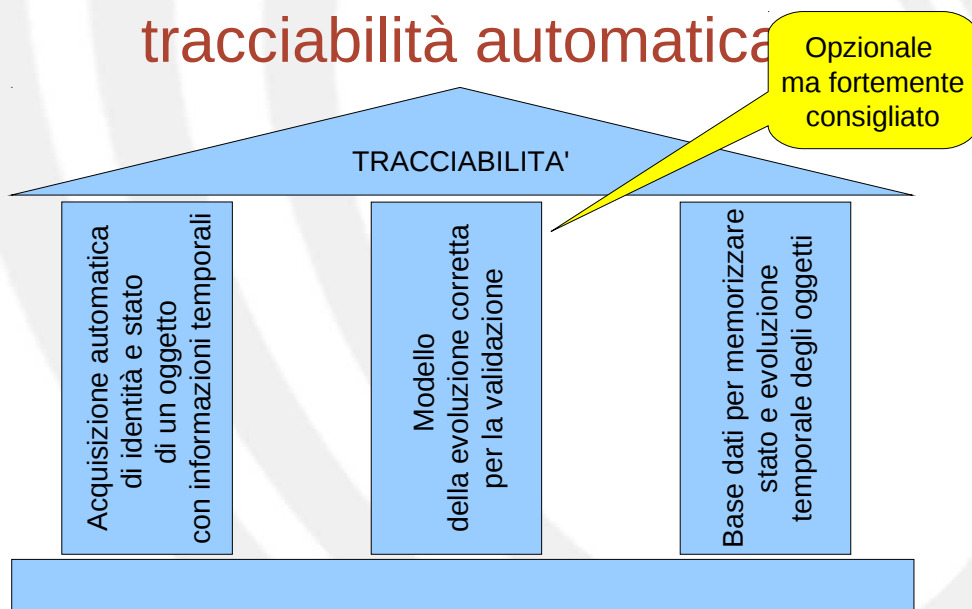 tracciabilità automatica
Opzionale
ma fortemente
consigliato
TRACCIABILITA'
Acquisizione automatica
di identità e stato
di un oggetto
con informazioni temporali
Modello
della evoluzione corretta
per la validazione
Base dati per memorizzare
stato e evoluzione
temporale degli oggetti